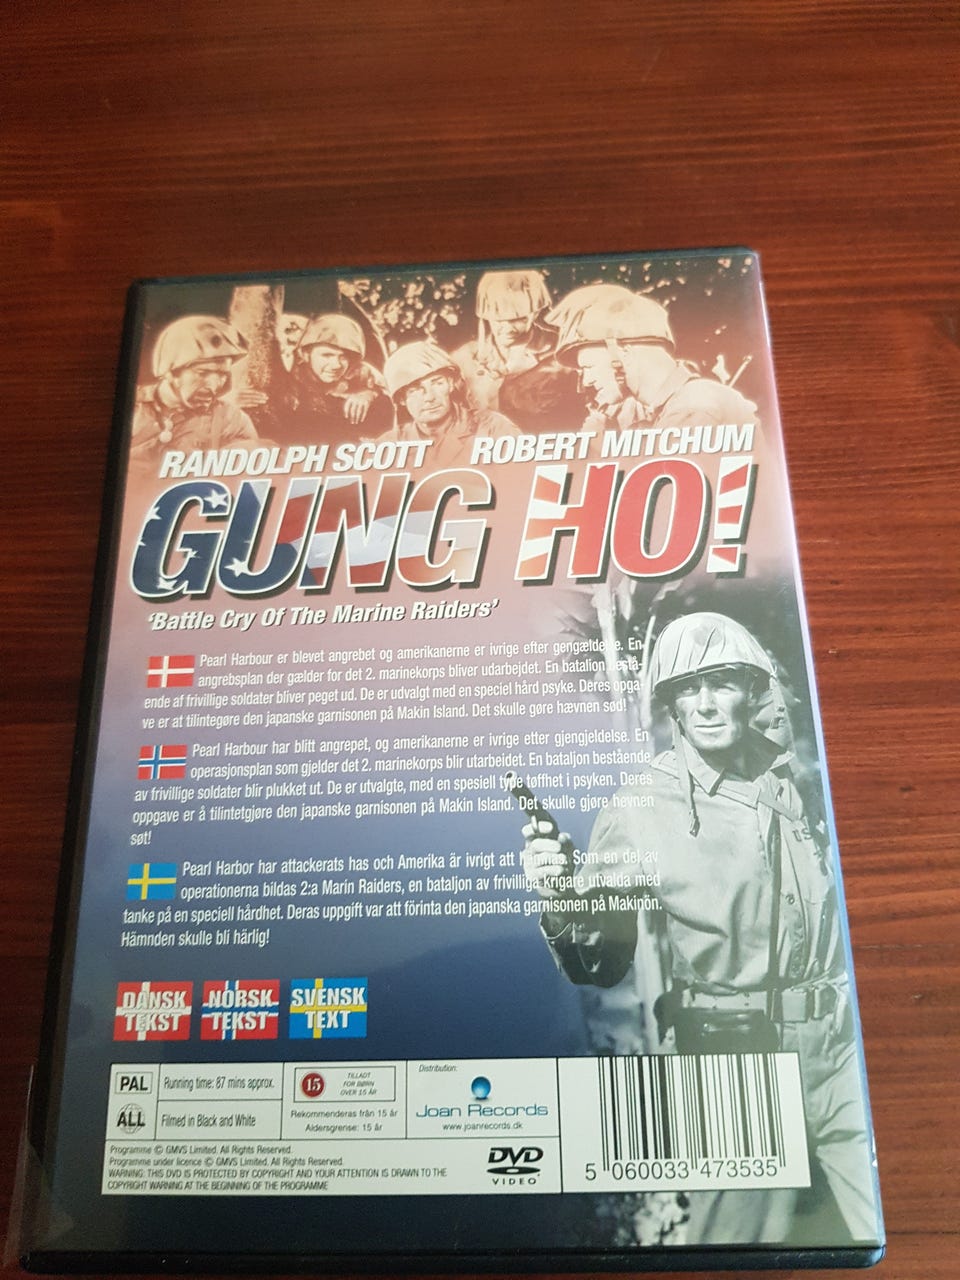 RANDOLPH SCOTT ROBERT MITCHUM
GUNG HO!
'Battle Cry Of The Marine Raiders'
Pearl Harbour er blevet angrebet og amerikanerne er ivrige efter gengældelse. En
angrebsplan der gælder for det 2. marinekorps bliver udarbejdet. En bataljon bestå-
ende af frivillige soldater bliver peget ud. De er udvalgt med en speciel hård psyke. Deres opga-
ve er at tilintegøre den japanske garnisonen på Makin Island. Det skulle gøre hævnen sød!
Pearl Harbour har blitt angrepet, og amerikanerne er ivrige etter gjengjeldelse. En
operasjonsplan som gjelder det 2. marinekorps blir utarbeidet. En bataljon bestående
av frivillige soldater blir plukket ut. De er utvalgte, med en spesiell type tøffhet i psyken. Deres
oppgave er å tilintetgjøre den japanske garnisonen på Makin Island. Det skulle gjøre hevnen
søt!
Pearl Harbor har attackerats has och Amerika är ivrigt att hämnas. Som en del av
operationerna bildas 2:a Marin Raiders, en bataljon av frivilliga krigare utvalda med
tanke på en speciell hårdhet. Deras uppgift var att förinta den japanska garnisonen på Makinön.
Hämnden skulle bli härlig!
DANSK TEKST
NORSK TEKST
SVENSK TEXT
PAL
Running time: 87 mins approx.
ALL
Filmed in Black and White
15
TILLADT
FOR BØRN
OVER 15 ÅR
Rekommenderas från 15 år
Aldersgrense: 15 år
Distribution:
Joan Records
www.joanrecords.dk
Programme © GMVS Limited. All Rights Reserved.
Programme under licence © GMVS Limited. All Rights Reserved.
WARNING: THIS DVD IS PROTECTED BY COPYRIGHT AND YOUR ATTENTION IS DRAWN TO THE
COPYRIGHT WARNING AT THE BEGINNING OF THE PROGRAMME
DVD
VIDEO
5 060033 473535